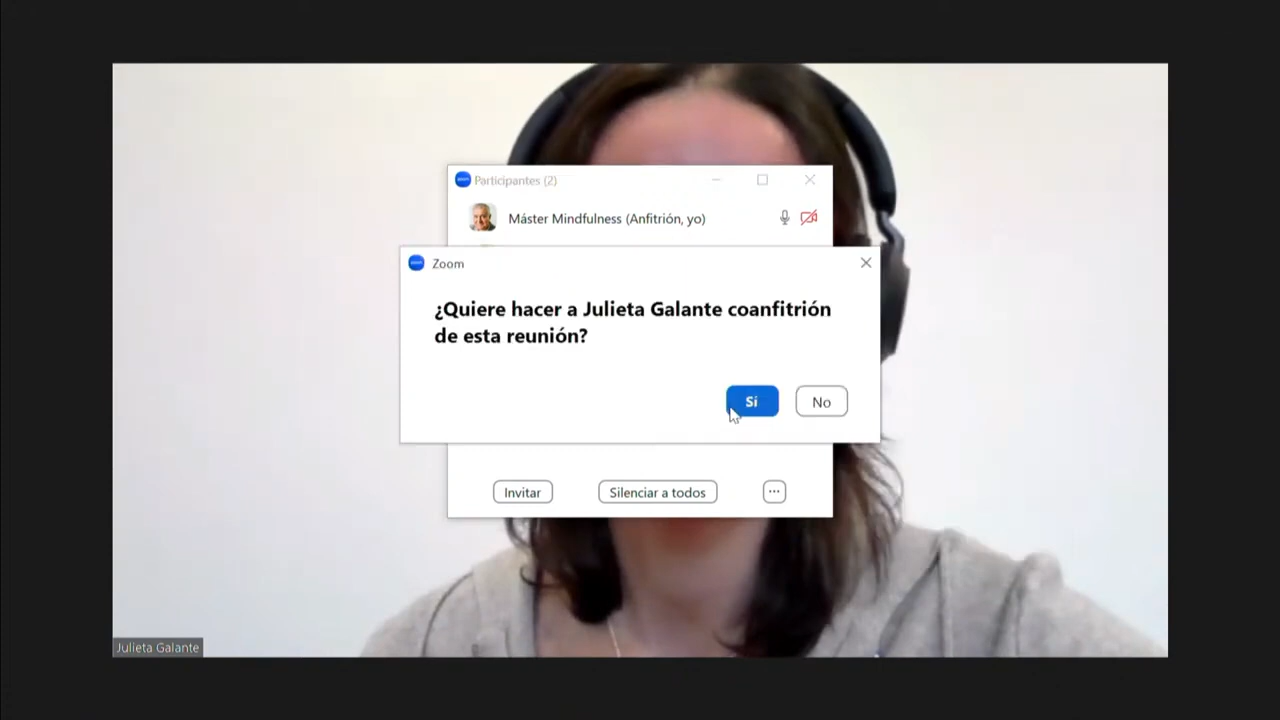 Participantes (2)
Máster Mindfulness (Anfitrión, yo)
Zoom
¿Quiere hacer a Julieta Galante coanfitrión
de esta reunión?
Sí
No
Invitar
Silenciar a todos
...
Julieta Galante